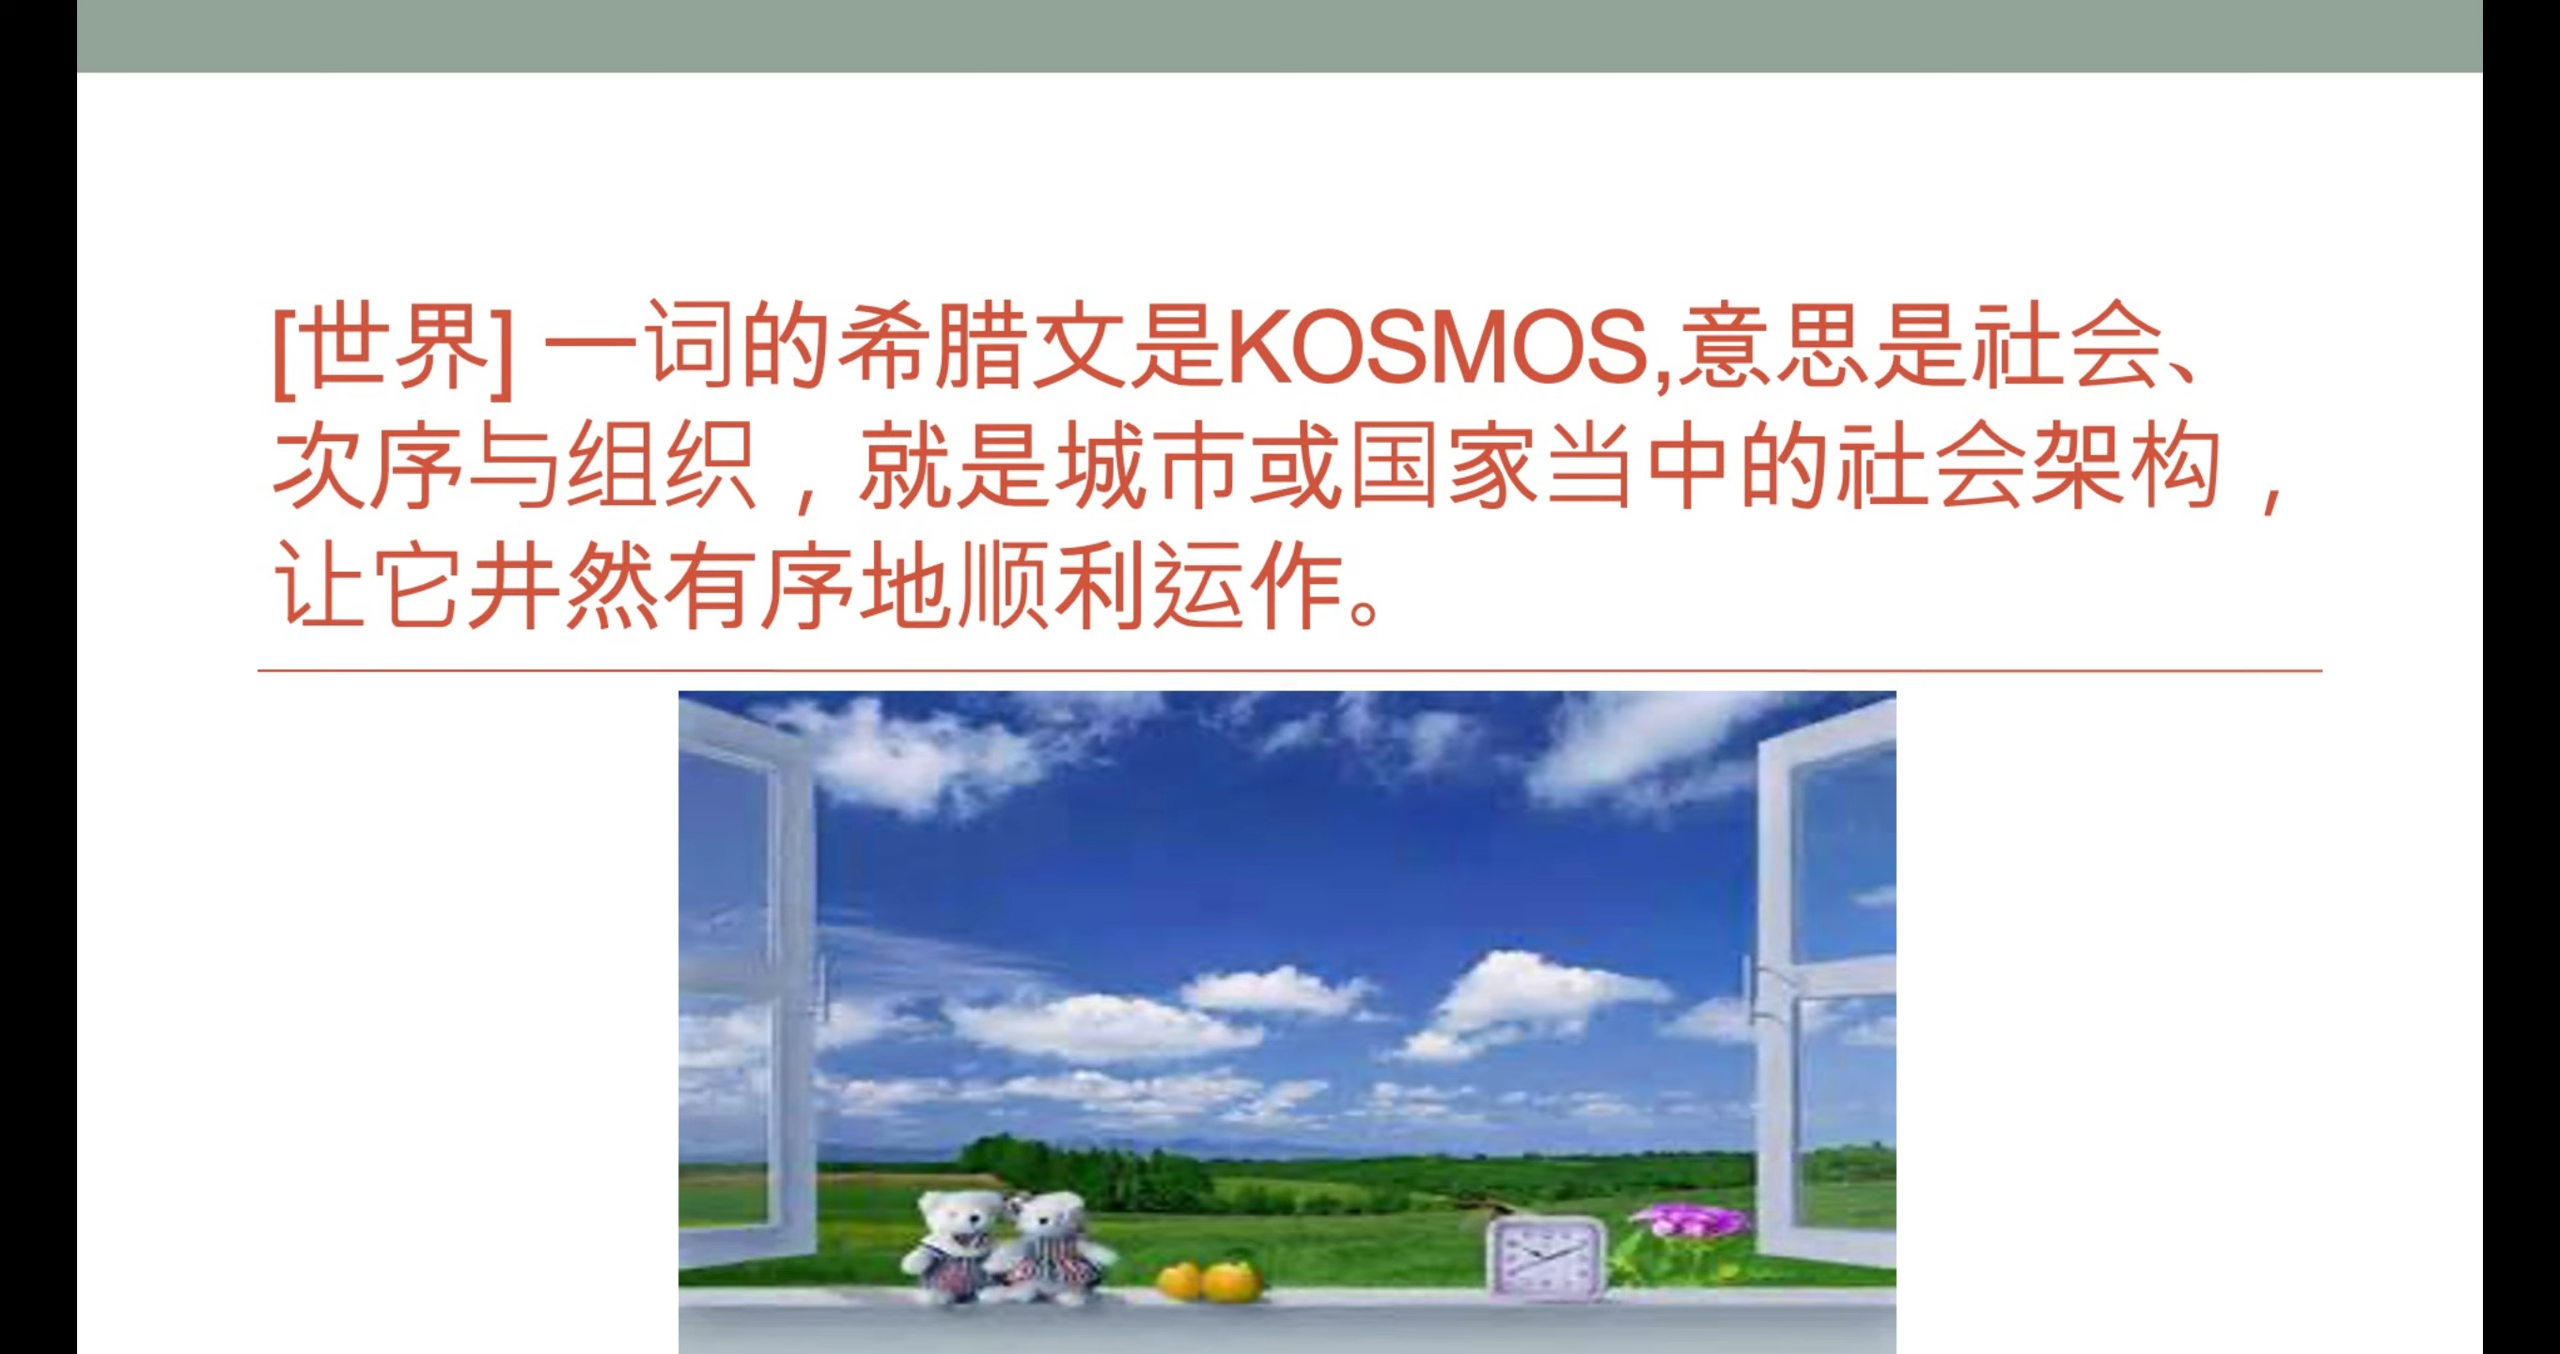 [世界] 一词的希腊文是KOSMOS,意思是社会、
次序与组织，就是城市或国家当中的社会架构，
让它井然有序地顺利运作。